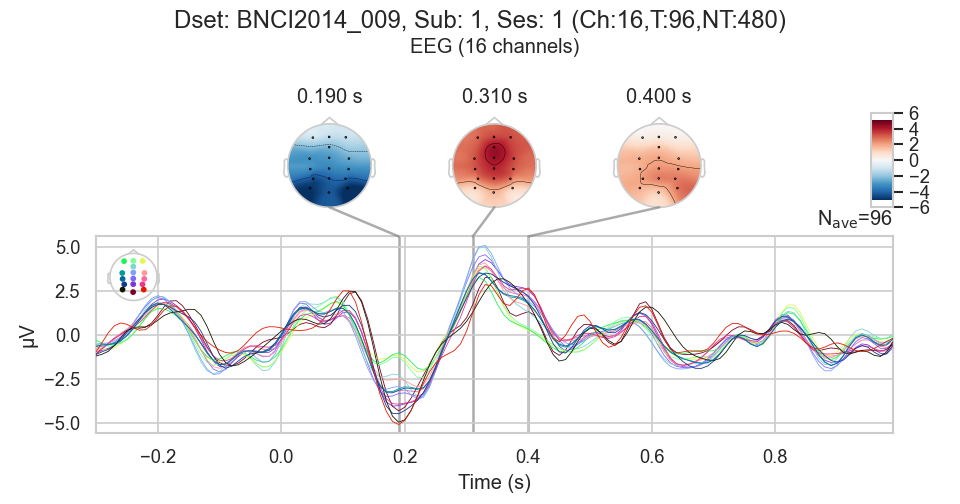 Dset: BNCI2014_009, Sub: 1, Ses: 1 (Ch:16,T:96,NT:480)
EEG (16 channels)
0.190 s
0.310 s
0.400 s
6
4
2
0
−2
−4
−6
Nave=96
5.0
2.5
0.0
−2.5
−5.0
µV
−0.2
0.0
0.2
0.4
0.6
0.8
Time (s)